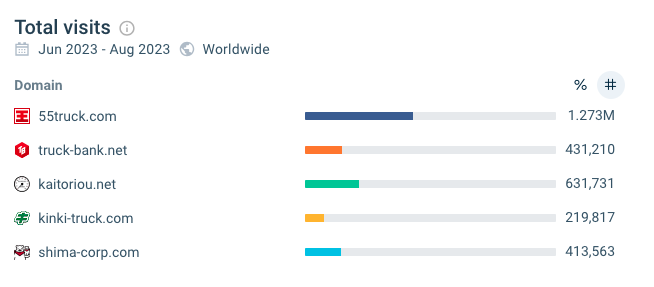 Total visits
Jun 2023 - Aug 2023 Worldwide
Domain % #
55truck.com 1.273M
truck-bank.net 431,210
kaitoriou.net 631,731
kinki-truck.com 219,817
shima-corp.com 413,563